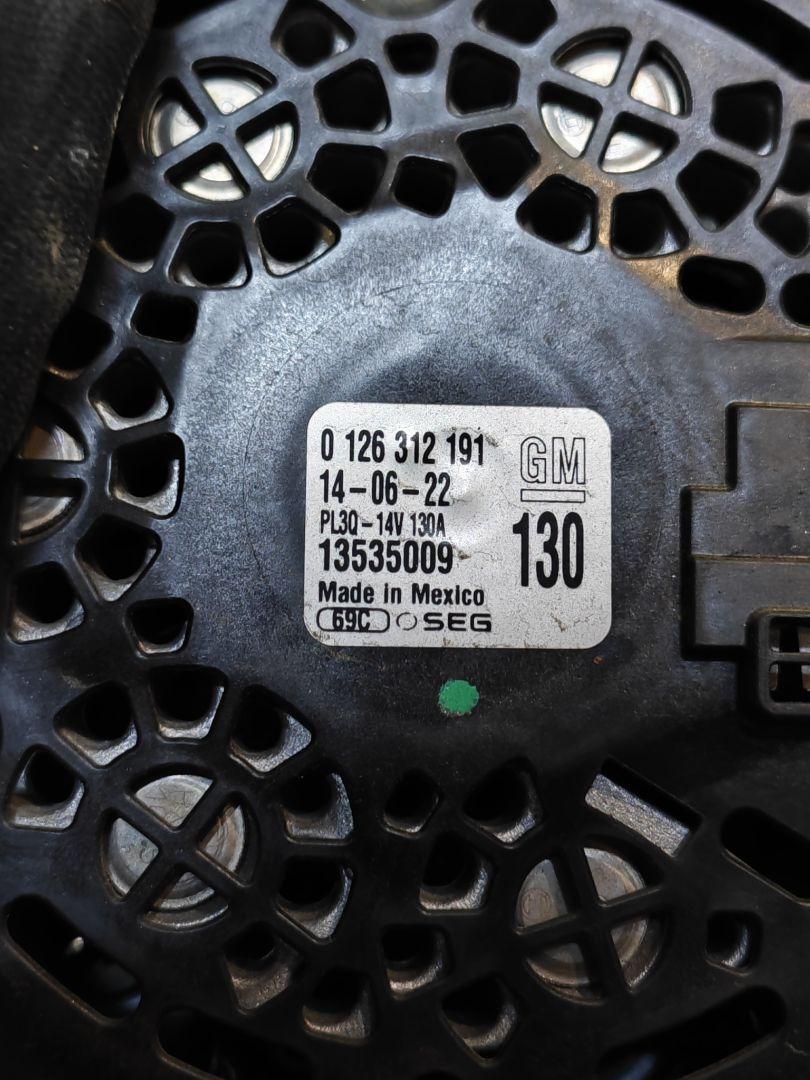 0 126 312 191
GM
14-06-22
PL3Q-14V 130A
130
13535009
Made in Mexico
69C SEG